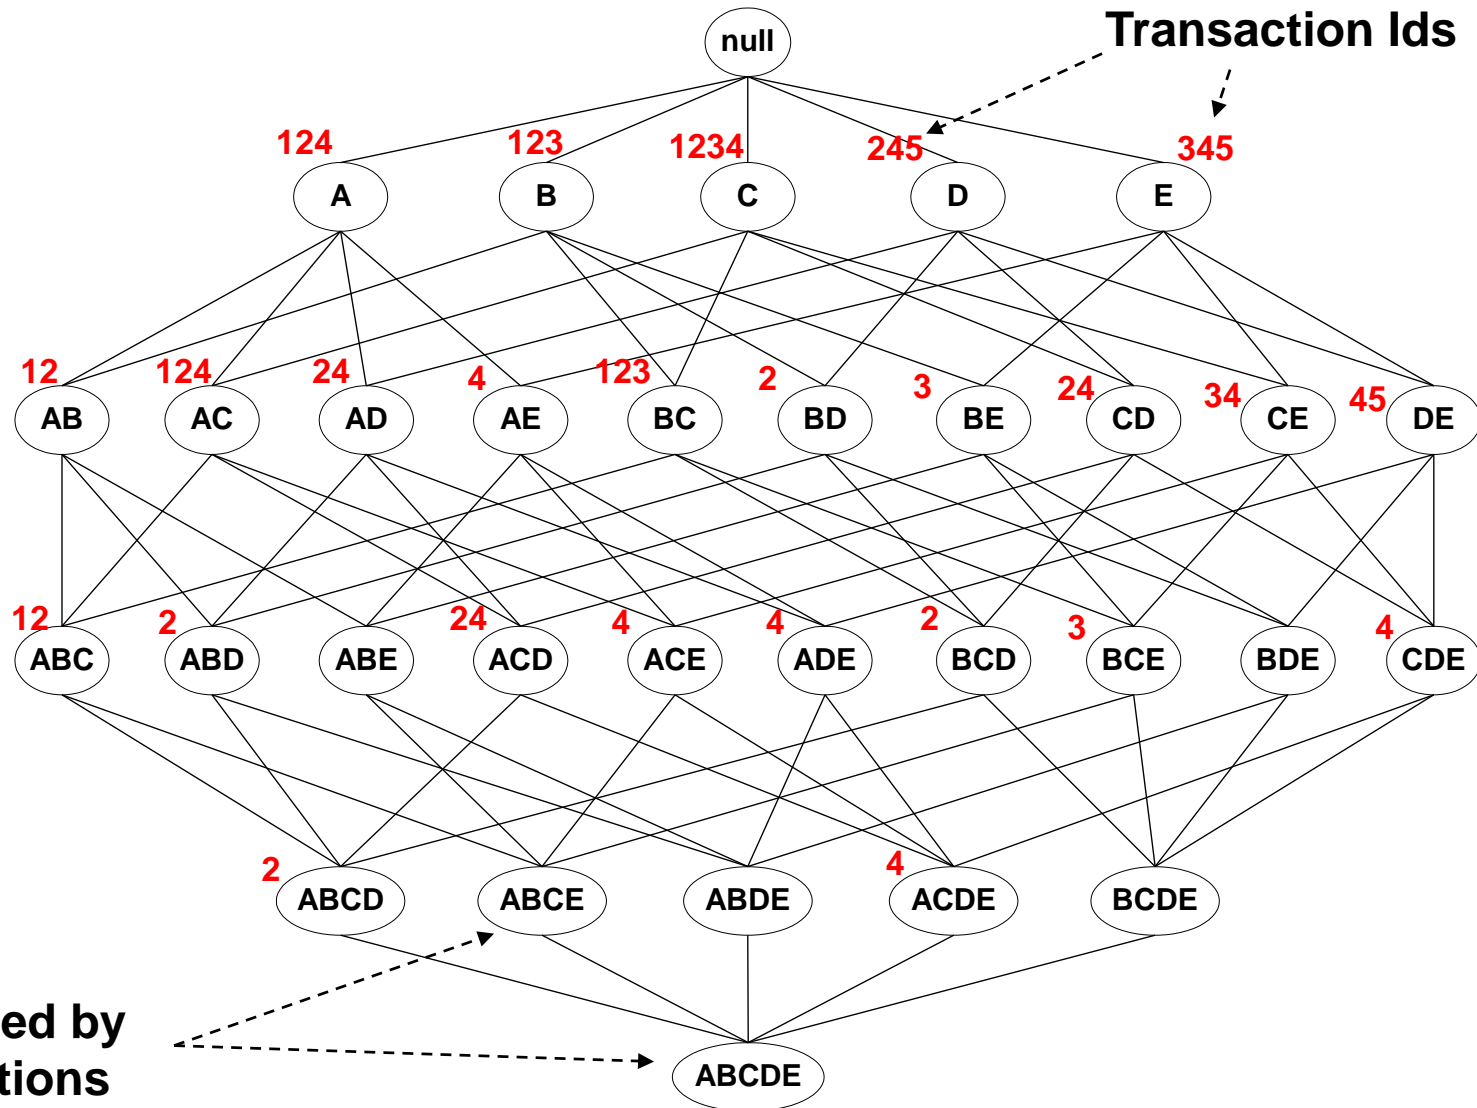 null
Transaction Ids
124 123 1234 245 345
A B C D E
12 124 24 4 123 2 3 24 34 45
AB AC AD AE BC BD BE CD CE DE
12 2 24 4 4 2 3 4
ABC ABD ABE ACD ACE ADE BCD BCE BDE CDE
2 4
ABCD ABCE ABDE ACDE BCDE
ed by
tions
ABCDE